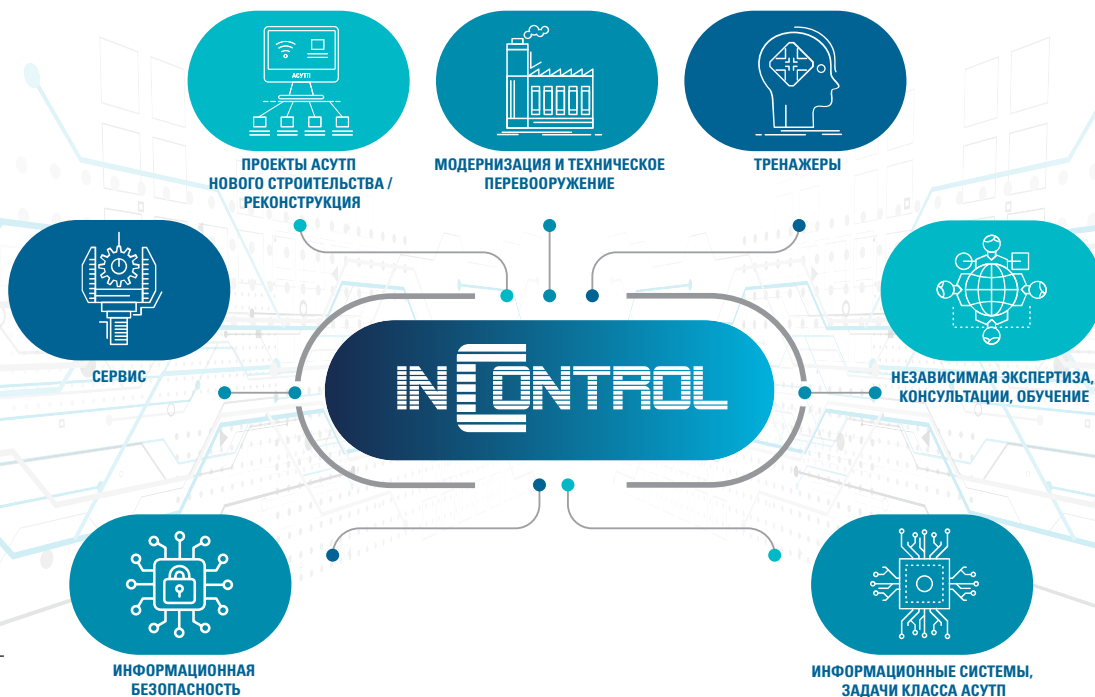 АСУТП
ПРОЕКТЫ АСУТП
НОВОГО СТРОИТЕЛЬСТВА /
РЕКОНСТРУКЦИЯ
МОДЕРНИЗАЦИЯ И ТЕХНИЧЕСКОЕ
ПЕРЕВООРУЖЕНИЕ
ТРЕНАЖЕРЫ
СЕРВИС
INCONTROL
НЕЗАВИСИМАЯ ЭКСПЕРТИЗА,
КОНСУЛЬТАЦИИ, ОБУЧЕНИЕ
ИНФОРМАЦИОННАЯ
БЕЗОПАСНОСТЬ
ИНФОРМАЦИОННЫЕ СИСТЕМЫ,
ЗАДАЧИ КЛАССА АСУТП